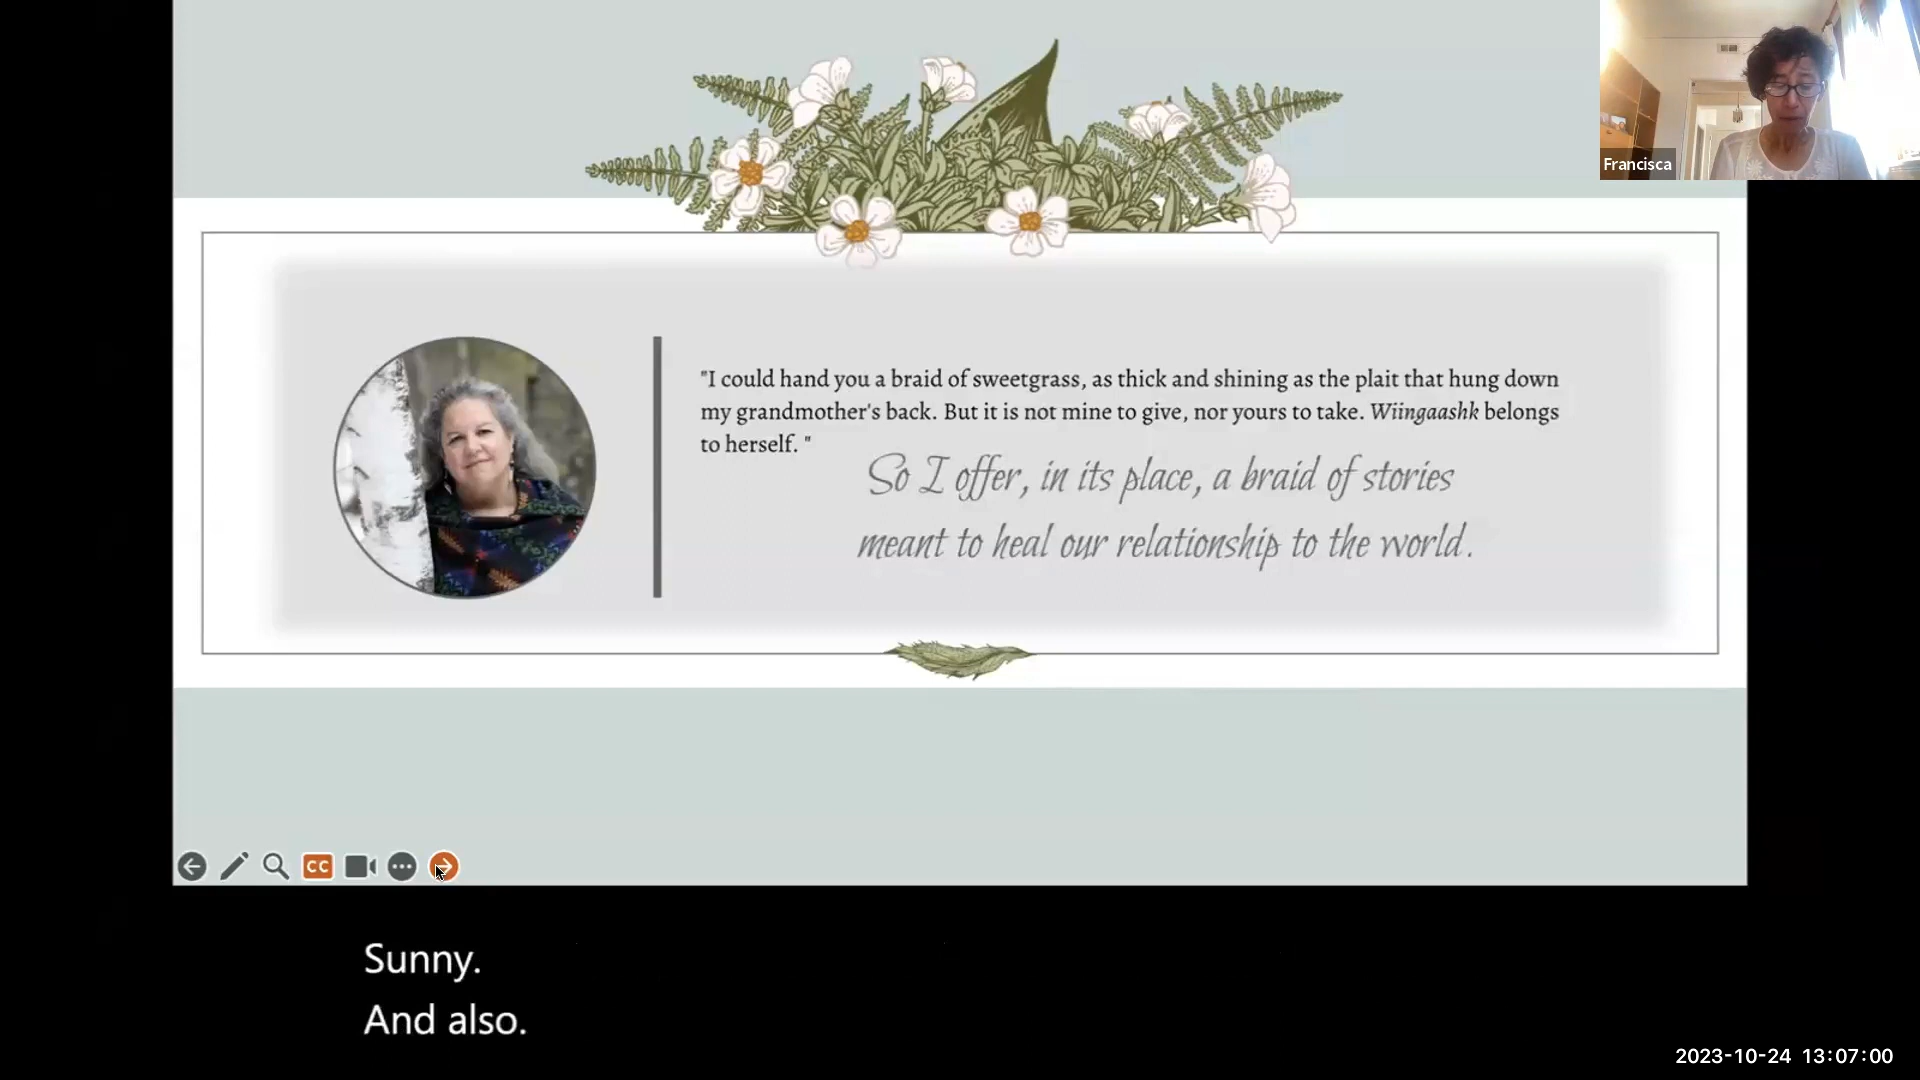 Francisca
"I could hand you a braid of sweetgrass, as thick and shining as the plait that hung down
my grandmother's back. But it is not mine to give, nor yours to take. Wiingaashk belongs
to herself. "
So I offer, in its place, a braid of stories
meant to heal our relationship to the world.
CC
Sunny.
And also.
2023-10-24 13:07:00